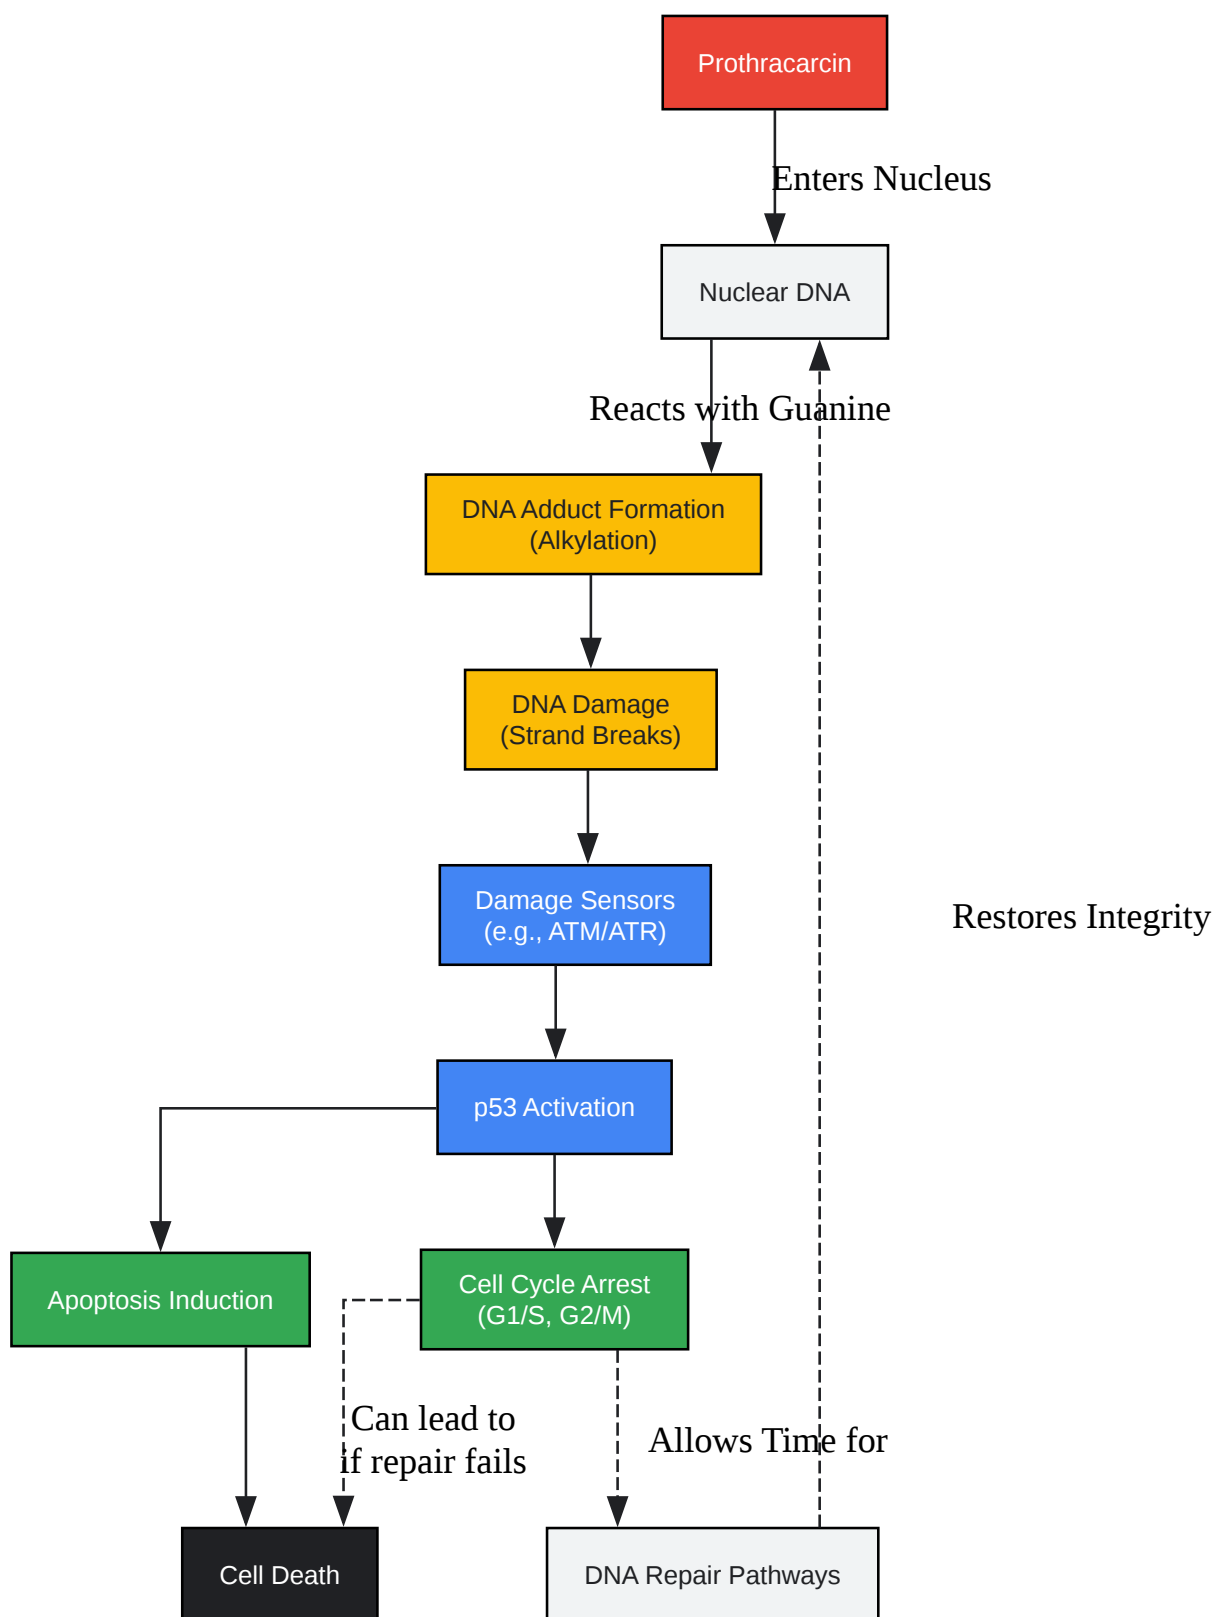 Prothracarcin
Enters Nucleus
Nuclear DNA
Reacts with Guanine
DNA Adduct Formation
(Alkylation)
DNA Damage
(Strand Breaks)
Damage Sensors
(e.g., ATM/ATR)
Restores Integrity
p53 Activation
Apoptosis Induction
Cell Cycle Arrest
(G1/S, G2/M)
Can lead to
if repair fails
Allows Time for
Cell Death
DNA Repair Pathways